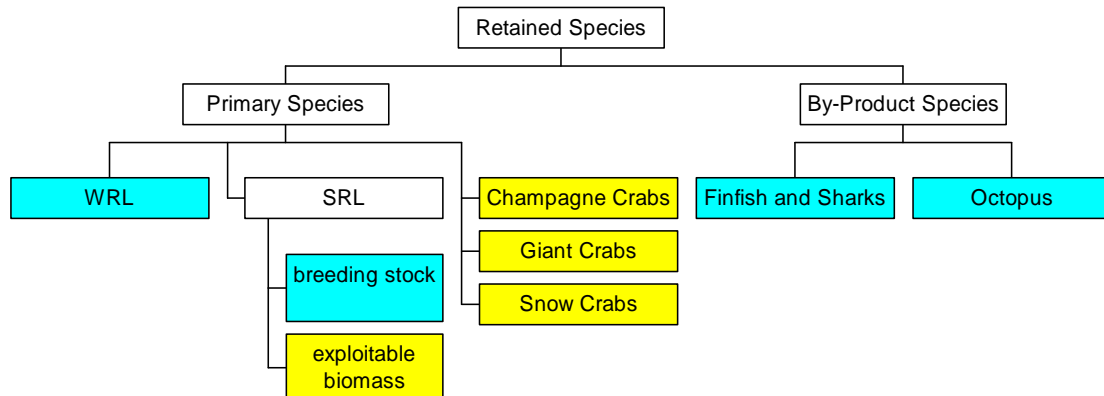 Retained Species
Primary Species
By-Product Species
WRL
SRL
Champagne Crabs
Finfish and Sharks
Octopus
breeding stock
Giant Crabs
Snow Crabs
exploitable
biomass